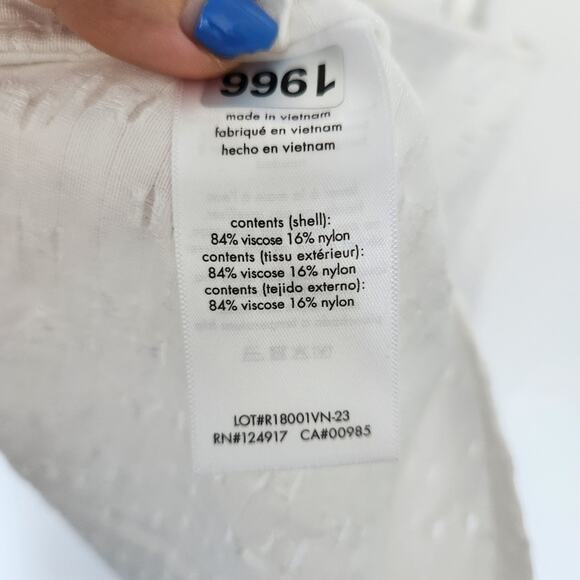 1966
made in vietnam
fabriqué en vietnam
hecho en vietnam
contents (shell):
84% viscose 16% nylon
contents (tissu extérieur):
84% viscose 16% nylon
contents (tejido externo):
84% viscose 16% nylon
LOT#R18001VN-23
RN#124917 CA#00985